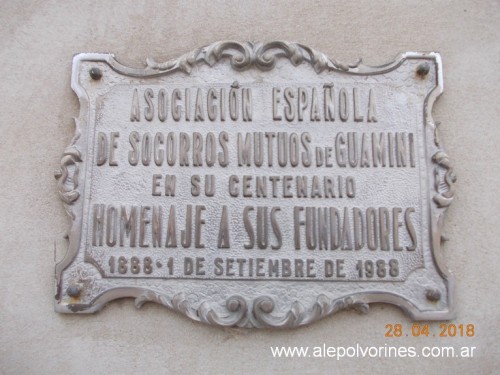 ASOCIACIÓN ESPAÑOLA
DE SOCORROS MUTUOS DE GUAMINI
EN SU CENTENARIO
HOMENAJE A SUS FUNDADORES
1888 - 1 DE SETIEMBRE DE 1988
28.04.2018
www.alepolvorines.com.ar